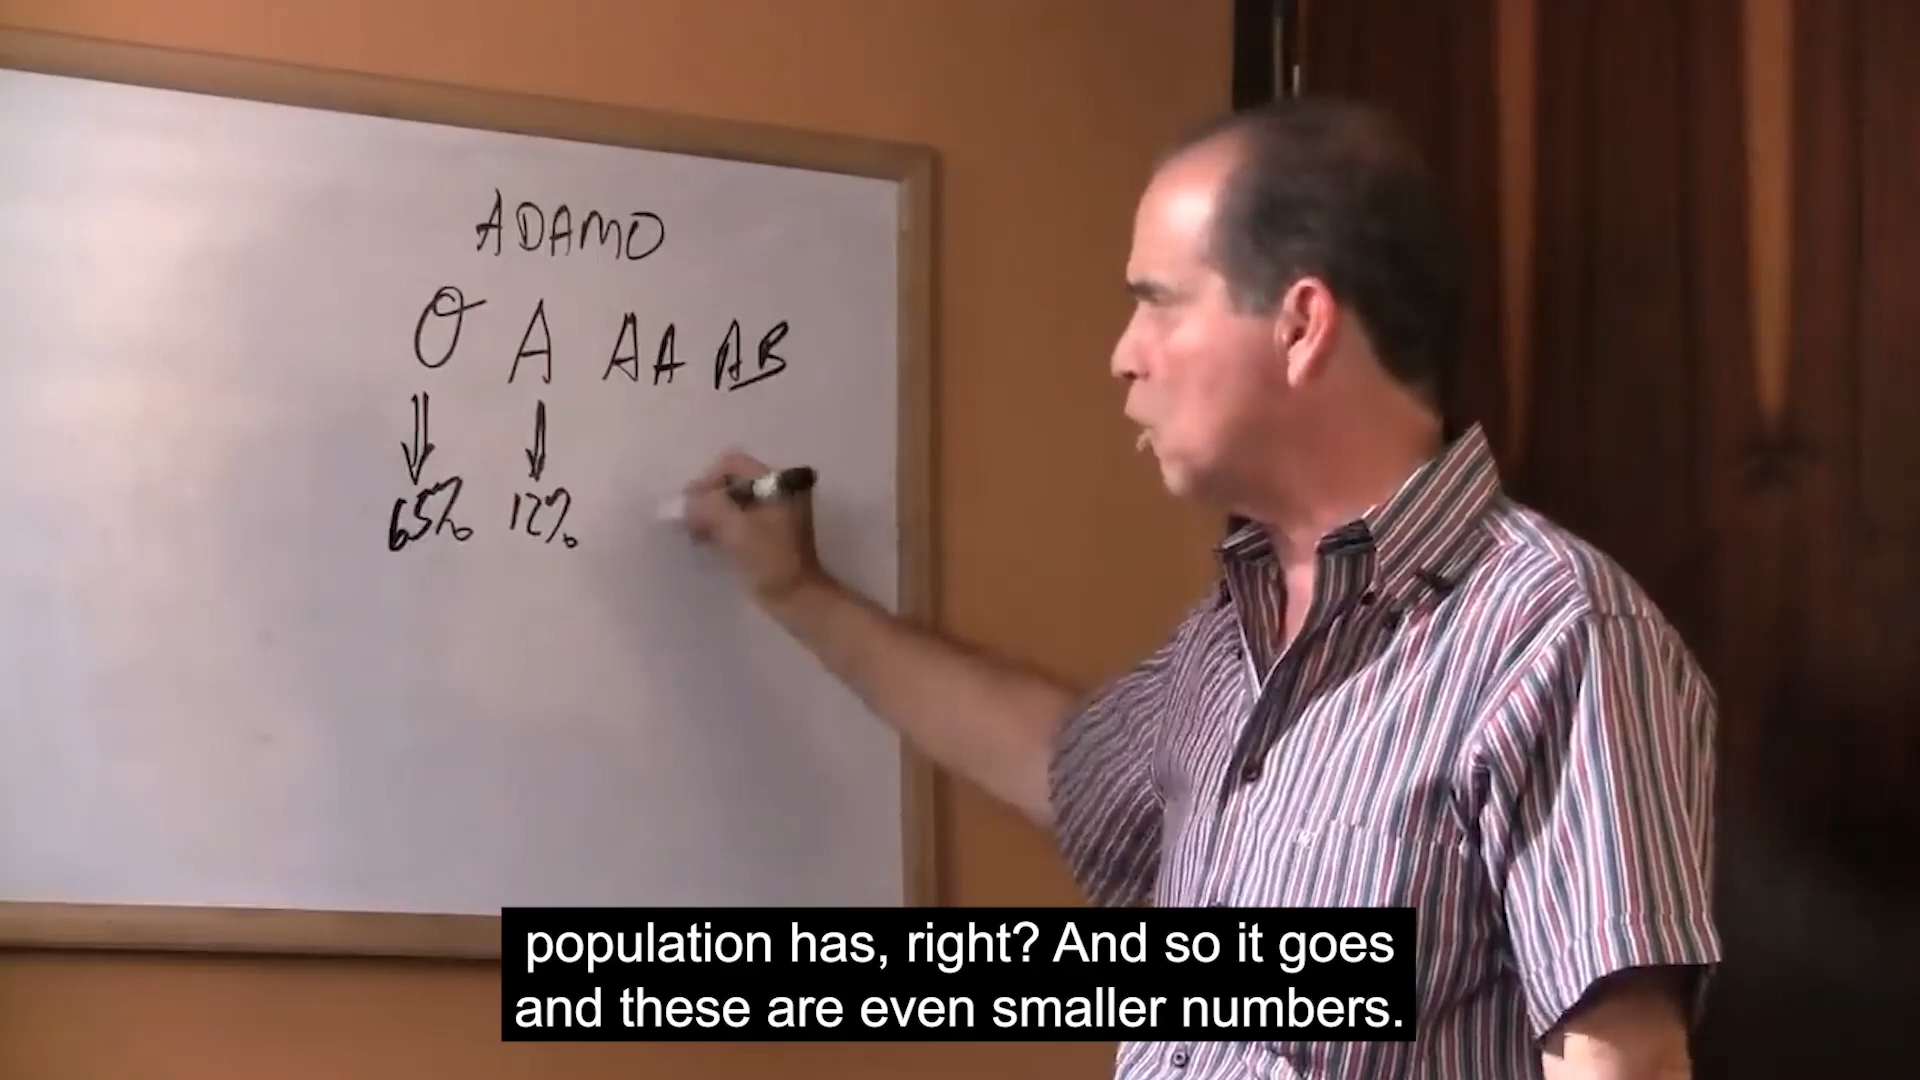 ADAMO
O A AA AB
65% 12%
population has, right? And so it goes
and these are even smaller numbers.